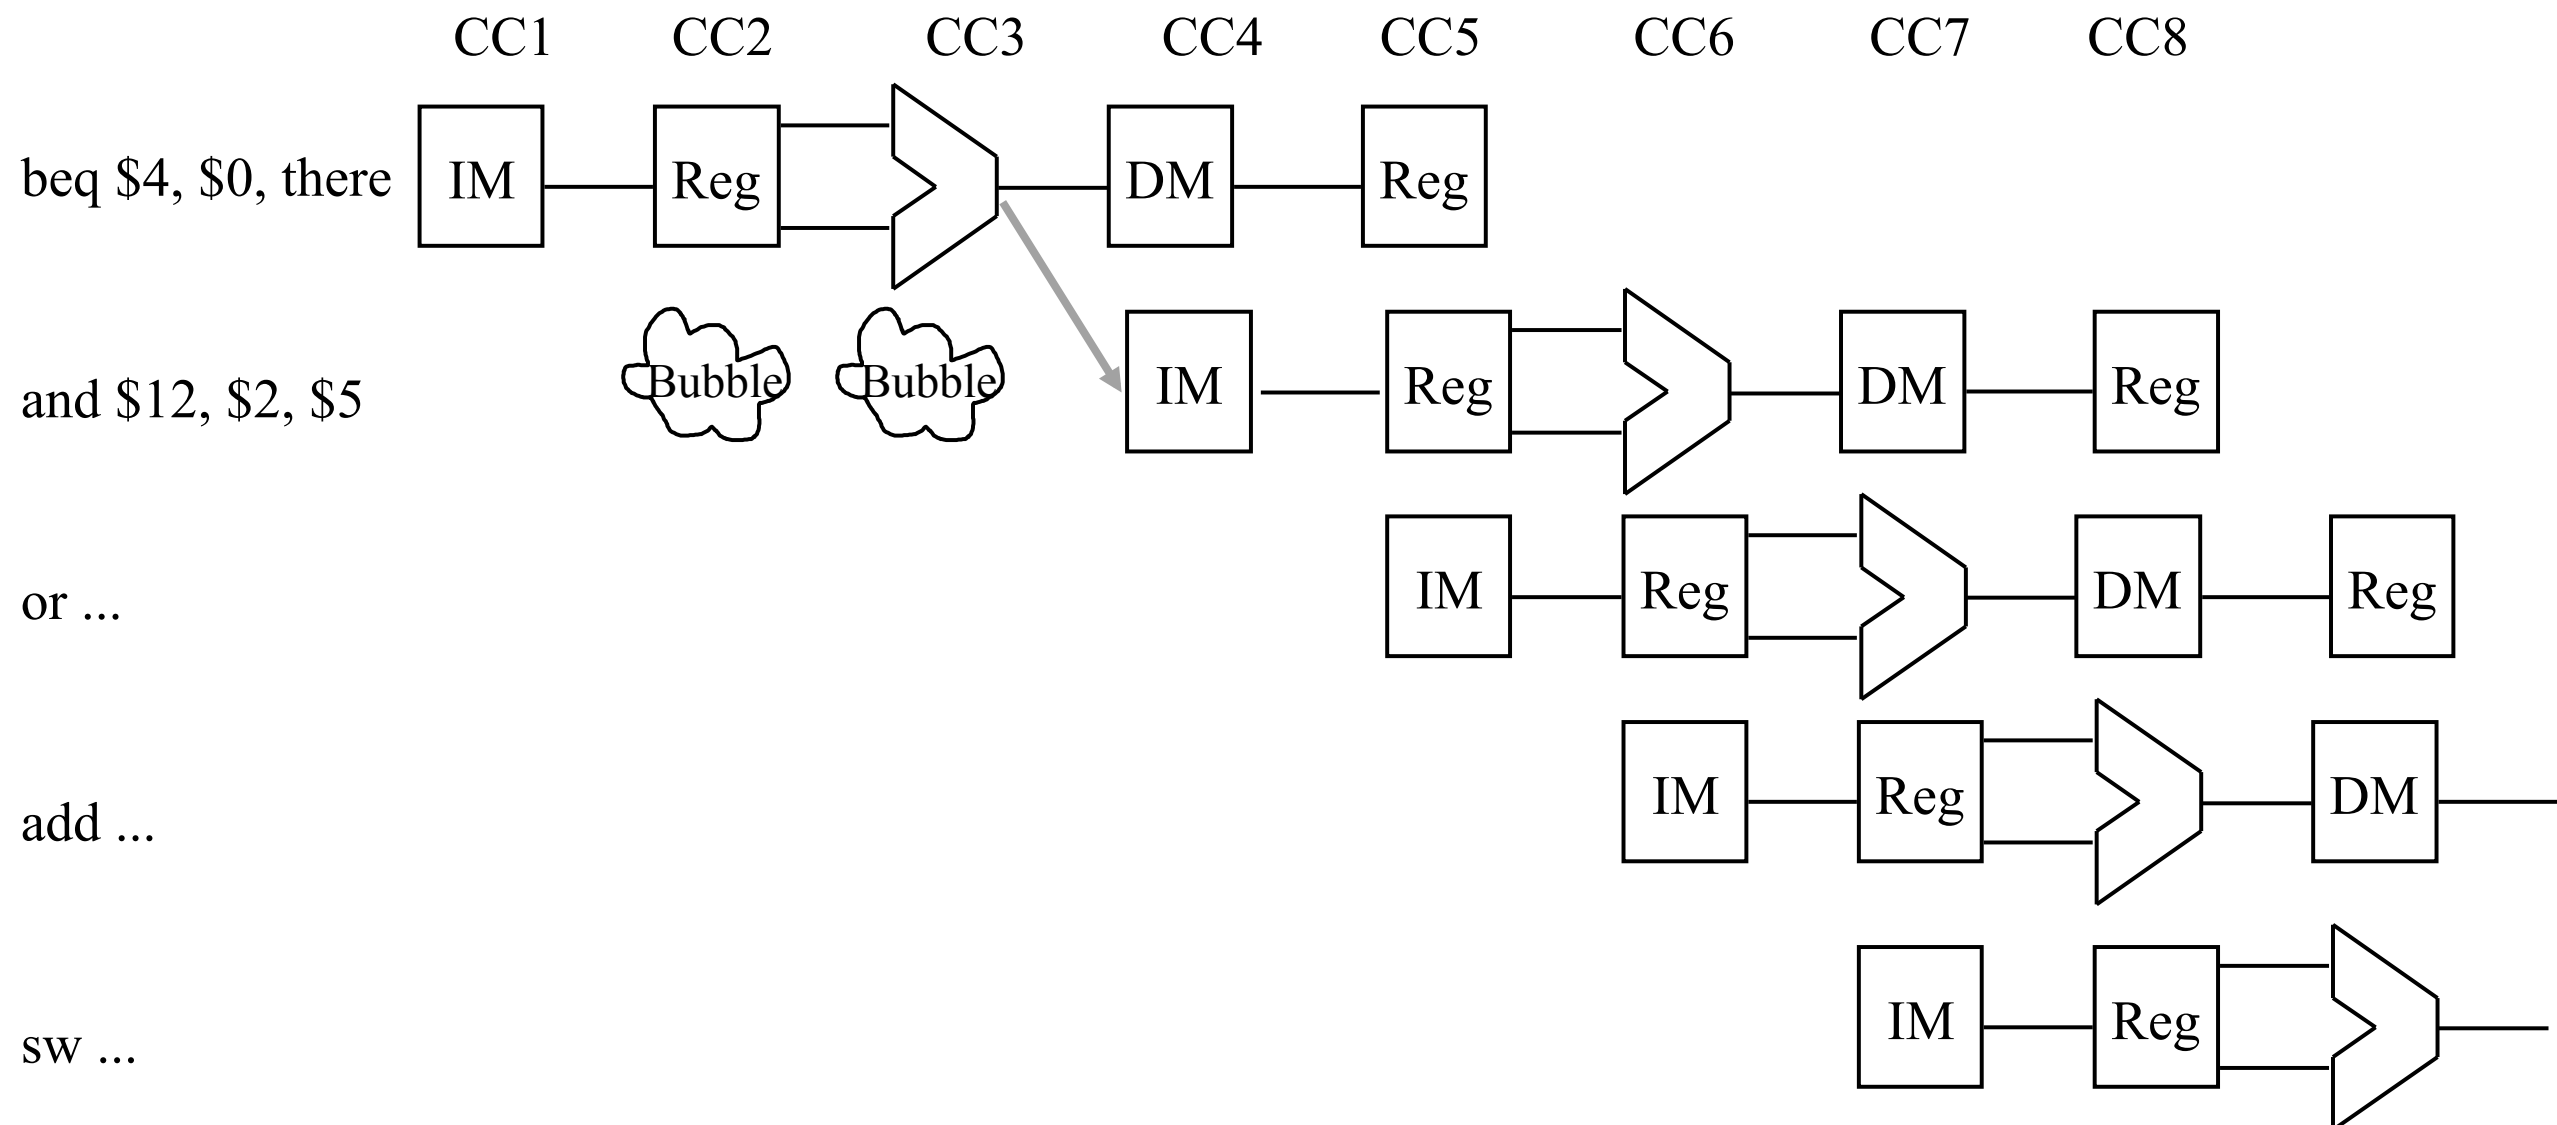 CC1 CC2 CC3 CC4 CC5 CC6 CC7 CC8
beq $4, $0, there IM Reg DM Reg
and $12, $2, $5 Bubble Bubble IM Reg DM Reg
or ... IM Reg DM Reg
add ... IM Reg DM
sw ... IM Reg